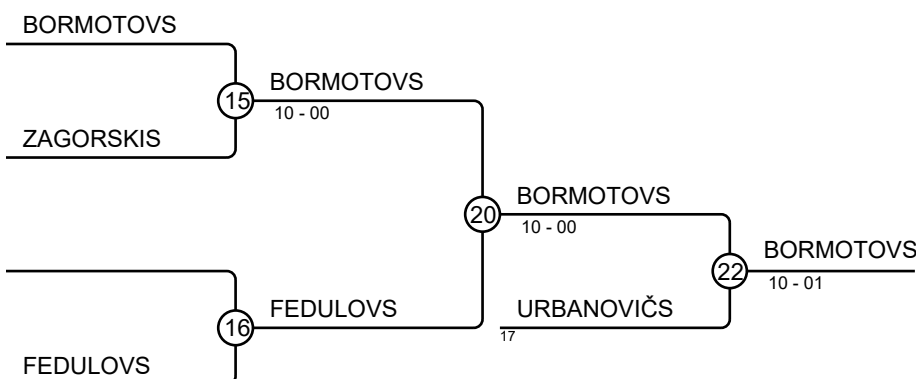 BORMOTOVS
15
BORMOTOVS
10 - 00
ZAGORSKIS
20
BORMOTOVS
10 - 00
22
BORMOTOVS
10 - 01
16
FEDULOVS
URBANOVIČS
17
FEDULOVS